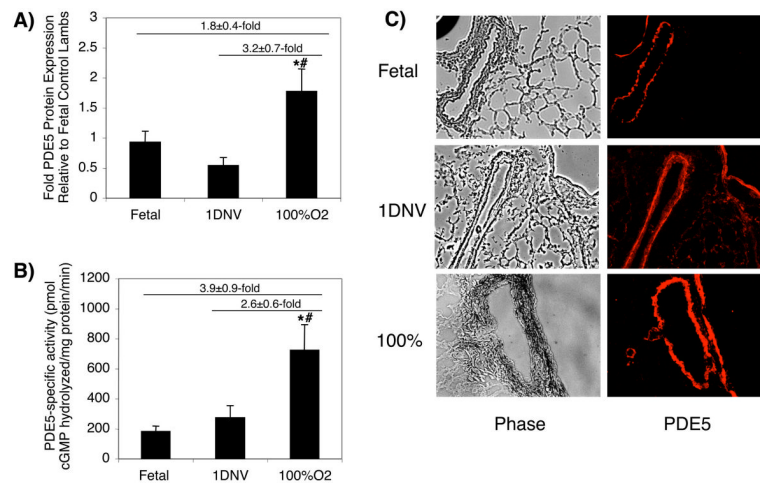 A)
1.8±0.4-fold
3.2±0.7-fold
*#
Fold PDE5 Protein Expression
Relative to Fetal Control Lambs
3
2.5
2
1.5
1
0.5
0
Fetal
1DNV
100%O2
B)
3.9±0.9-fold
2.6±0.6-fold
*#
PDE5-specific activity (pmol
cGMP hydrolyzed/mg protein/min)
1200
1000
800
600
400
200
0
Fetal
1DNV
100%O2
C)
Fetal
1DNV
100%
Phase
PDE5